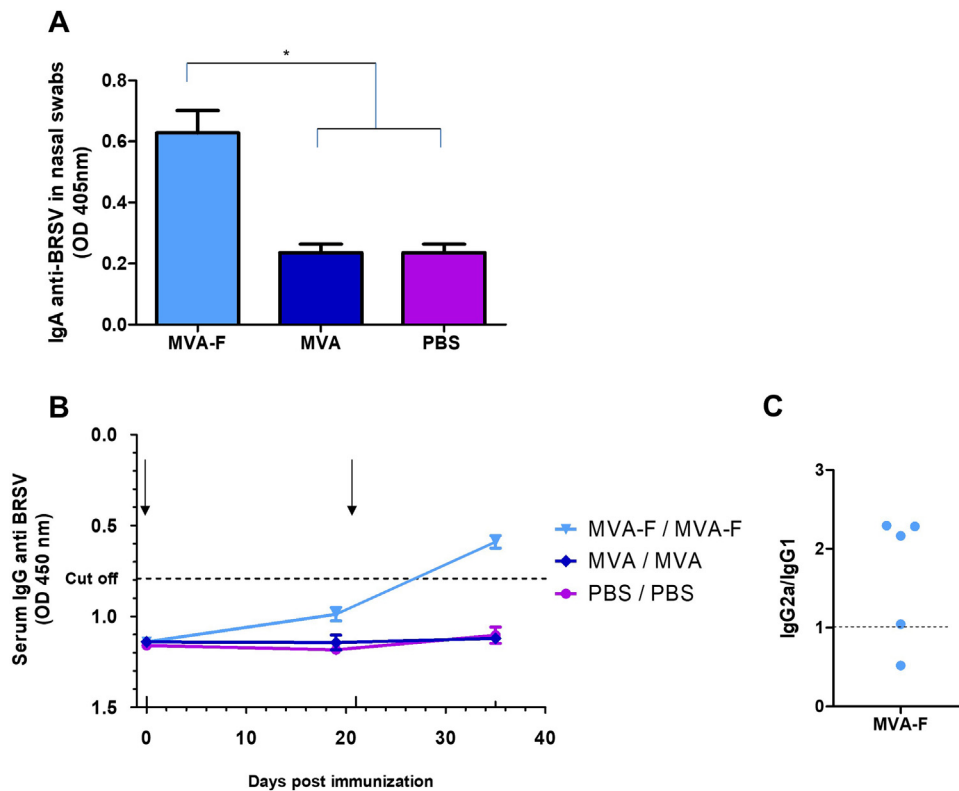 A
IgA anti-BRSV in nasal swabs
(OD 405nm)
*
0.8
0.6
0.4
0.2
0.0
MVA-F
MVA
PBS
B
Serum IgG anti BRSV
(OD 450 nm)
0.0
0.5
Cut off
1.0
1.5
0
20
40
Days post immunization
MVA-F / MVA-F
MVA / MVA
PBS / PBS
C
IgG2a/IgG1
3
2
1
0
MVA-F